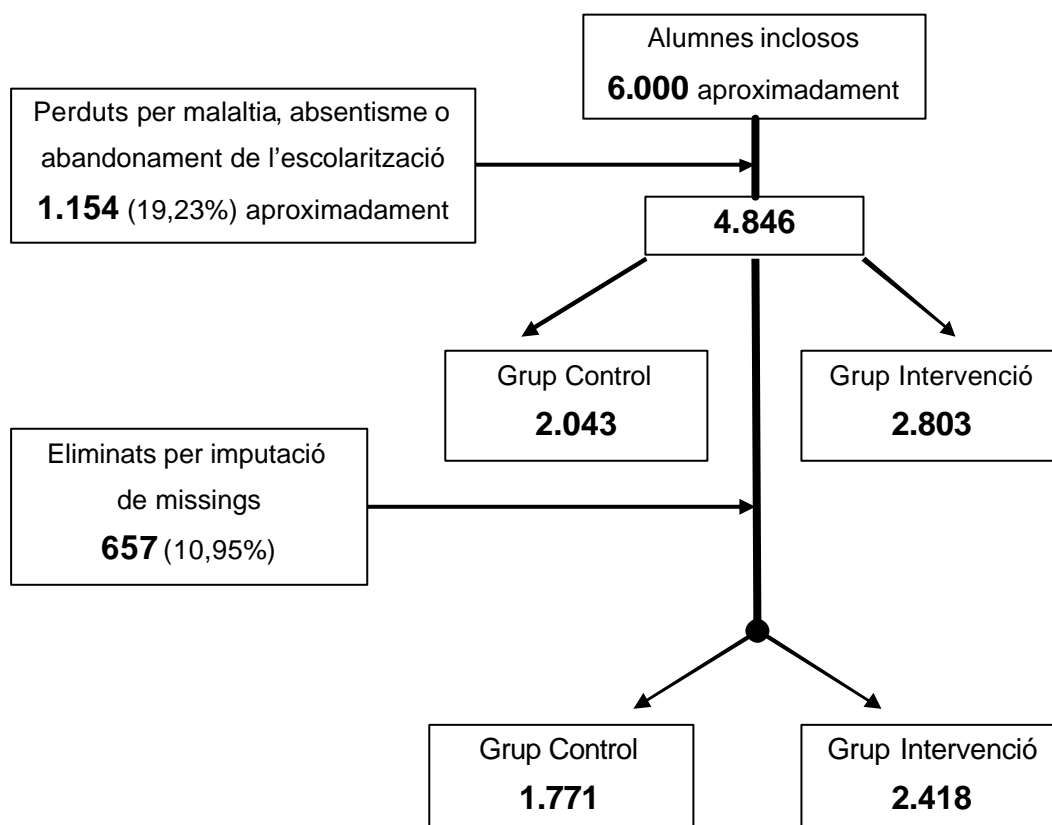 Alumnes inclosos
6.000 aproximadament
Perduts per malaltia, absentisme o
abandonament de l’escolarització
1.154 (19,23%) aproximadament
4.846
Grup Control
2.043
Grup Intervenció
2.803
Eliminats per imputació
de missings
657 (10,95%)
Grup Control
1.771
Grup Intervenció
2.418